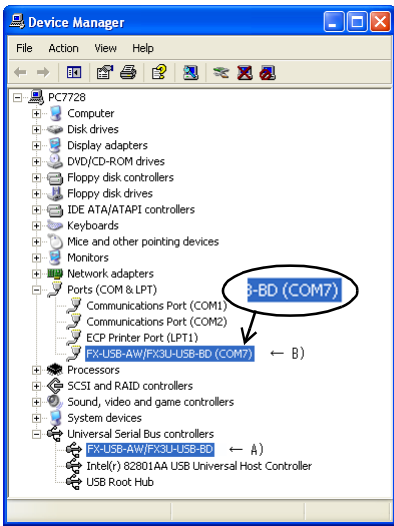 Device Manager
File Action View Help
PC7728
Computer
Disk drives
Display adapters
DVD/CD-ROM drives
Floppy disk controllers
Floppy disk drives
IDE ATA/ATAPI controllers
Keyboards
Mice and other pointing devices
Monitors
Network adapters
Ports (COM & LPT)
B-BD (COM7)
Communications Port (COM1)
Communications Port (COM2)
ECP Printer Port (LPT1)
FX-USB-AW/FX3U-USB-BD (COM7) ← B)
Processors
SCSI and RAID controllers
Sound, video and game controllers
System devices
Universal Serial Bus controllers
FX-USB-AW/FX3U-USB-BD ← A)
Intel(r) 82801AA USB Universal Host Controller
USB Root Hub